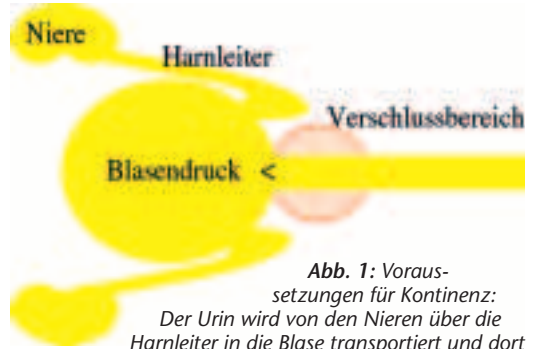 Niere
Harnleiter
Verschlussbereich
Blasendruck <
Abb. 1: Voraus-
setzungen für Kontinenz:
Der Urin wird von den Nieren über die
Harnleiter in die Blase transportiert und dort